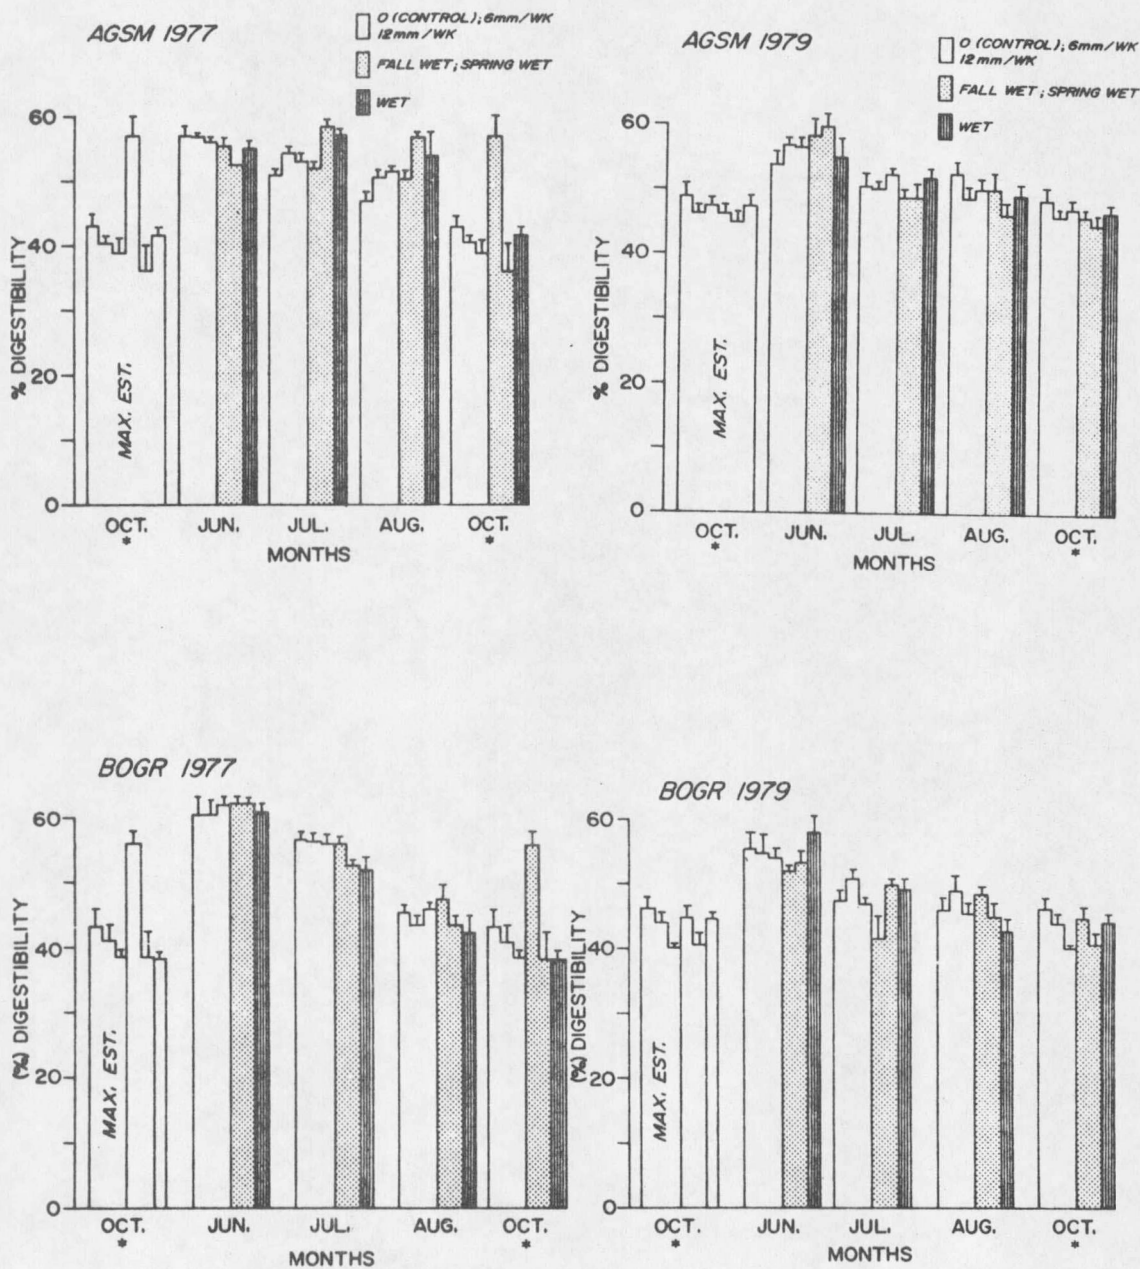 AGSM 1977
O (CONTROL); 6mm/WK
12mm/WK
FALL WET; SPRING WET
WET
% DIGESTIBILITY
60
40
20
0
MAX. EST.
OCT.
*
JUN.
JUL.
AUG.
OCT.
*
MONTHS
AGSM 1979
O (CONTROL); 6mm/WK
12mm/WK
FALL WET; SPRING WET
WET
% DIGESTIBILITY
60
40
20
0
MAX. EST.
OCT.
*
JUN.
JUL.
AUG.
OCT.
*
MONTHS
BOGR 1977
(%) DIGESTIBILITY
60
40
20
0
MAX. EST.
OCT.
*
JUN.
JUL.
AUG.
OCT.
*
MONTHS
BOGR 1979
(%) DIGESTIBILITY
60
40
20
0
MAX. EST.
OCT.
*
JUN.
JUL.
AUG.
OCT.
*
MONTHS